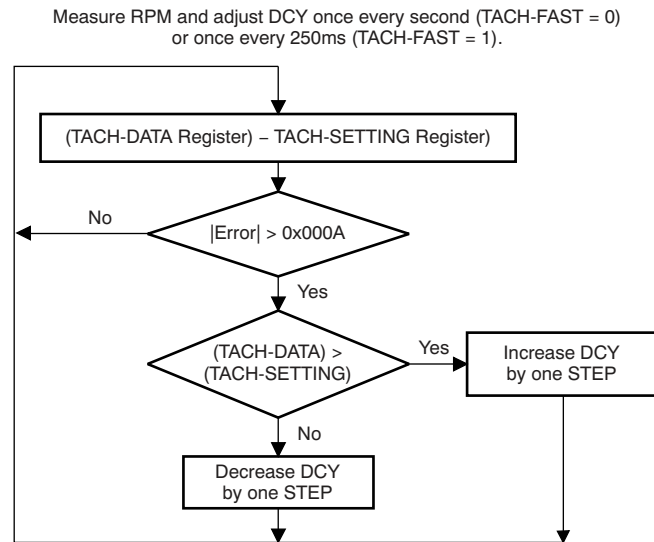 Measure RPM and adjust DCY once every second (TACH-FAST = 0)
or once every 250ms (TACH-FAST = 1).
(TACH-DATA Register) – TACH-SETTING Register)
No
|Error| > 0x000A
Yes
(TACH-DATA) >
(TACH-SETTING)
Yes
Increase DCY
by one STEP
No
Decrease DCY
by one STEP